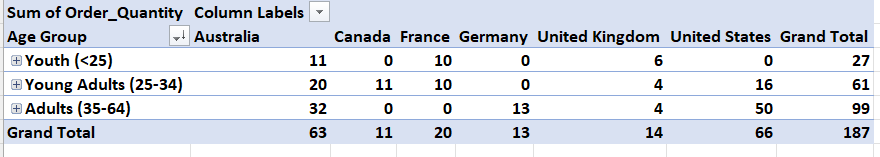 Sum of Order_Quantity Column Labels
Age Group Australia Canada France Germany United Kingdom United States Grand Total
Youth (<25) 11 0 10 0 6 0 27
Young Adults (25-34) 20 11 10 0 4 16 61
Adults (35-64) 32 0 0 13 4 50 99
Grand Total 63 11 20 13 14 66 187